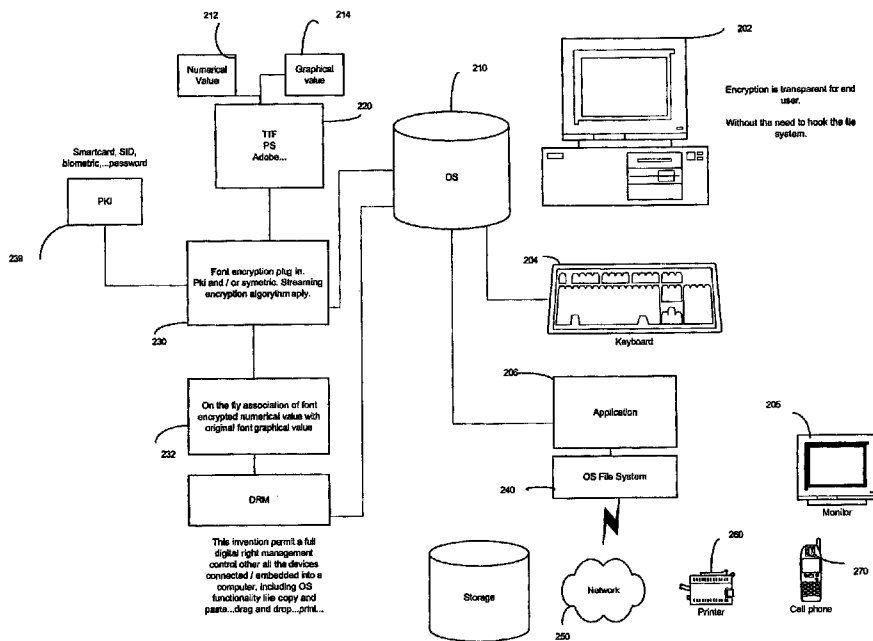 212
214
202
Numerical
Value
Graphical
value
210
220
Encryption is transparent for end
user.
Without the need to hook the file
system.
TTF
PS
Adobe...
Smartcard, SID,
biometric,...password
OS
PKI
239
204
Font encryption plug in.
Pki and / or symetric. Streaming
encryption algorithm aply.
230
Keyboard
206
On the fly association of font
encrypted numerical value with
original font graphical value
Application
205
232
OS File System
240
DRM
Monitor
This invention permit a full
digital right management
control other all the devices
connected / embedded into a
computer, including OS
functionality like copy and
paste...drag and drop...print...
260
Storage
Network
270
Printer
Cell phone
250